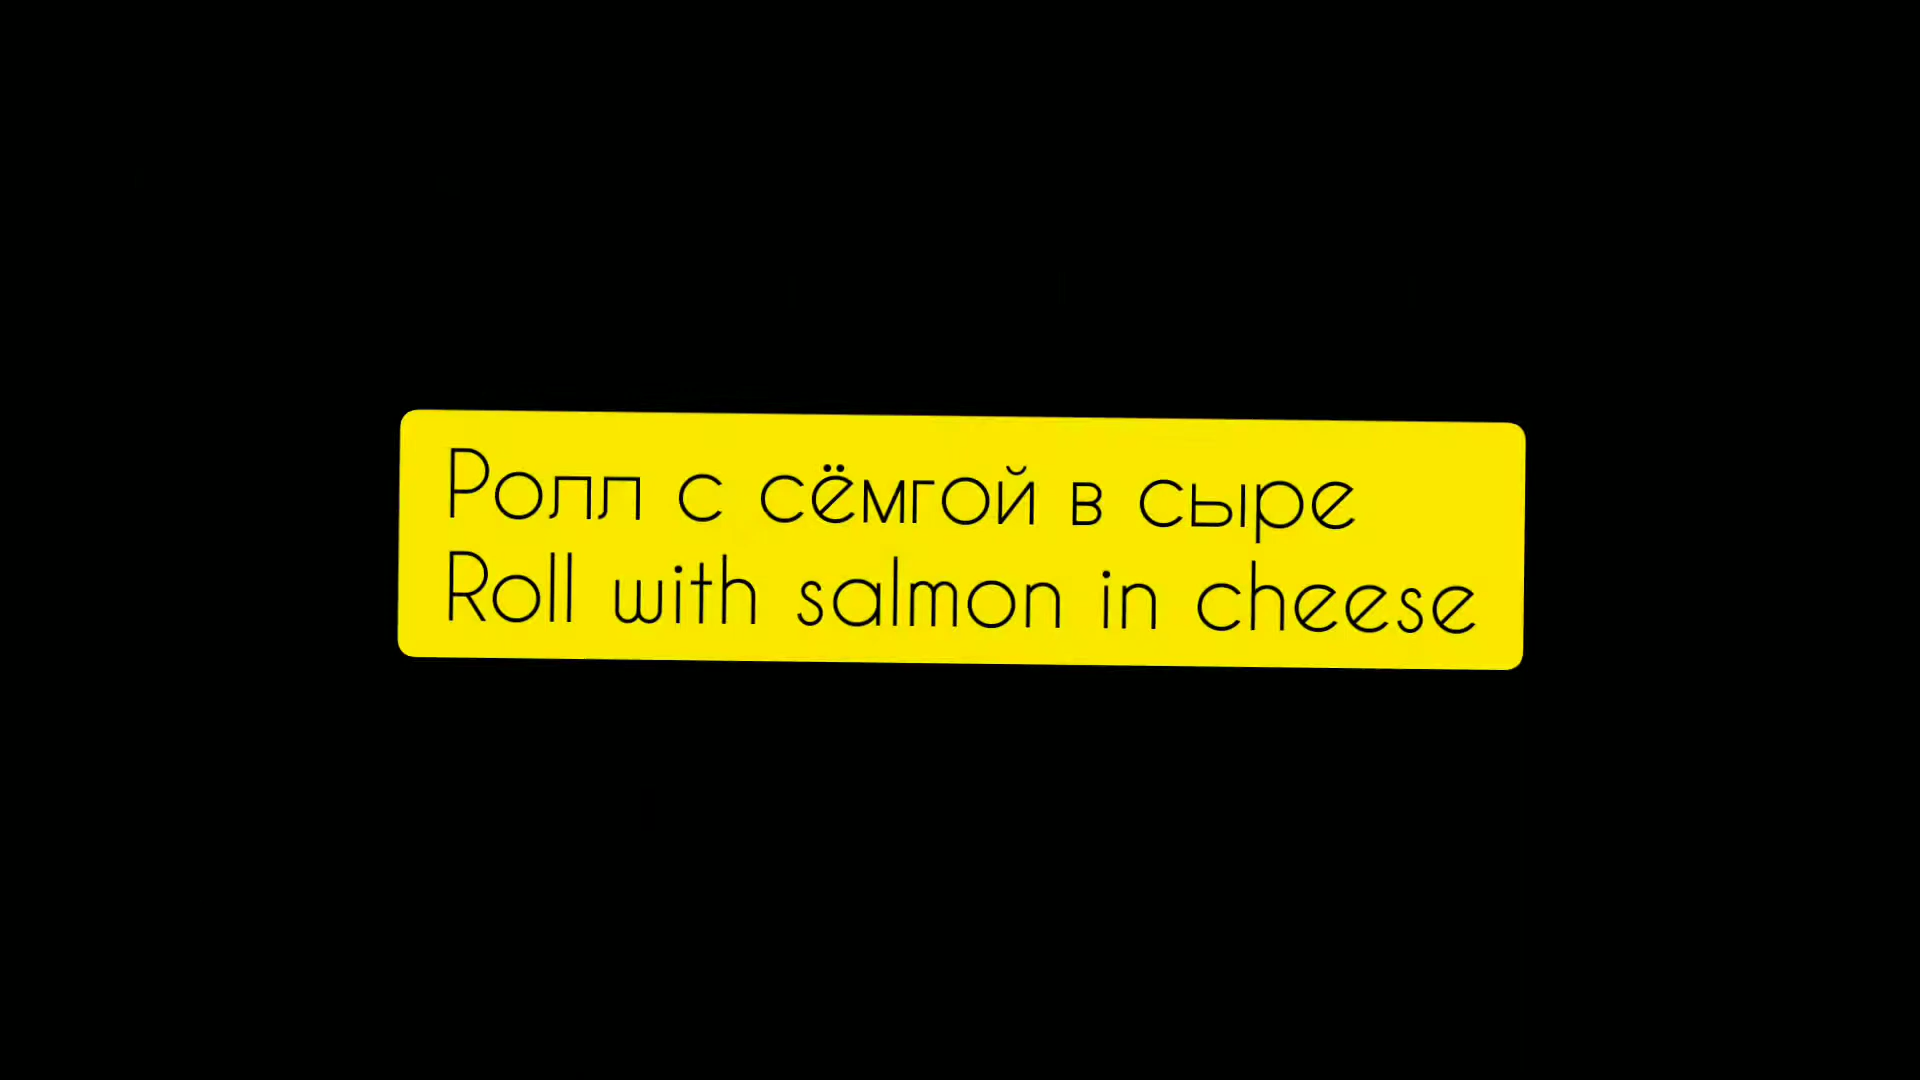 Ролл с сёмгой в сыре
Roll with salmon in cheese